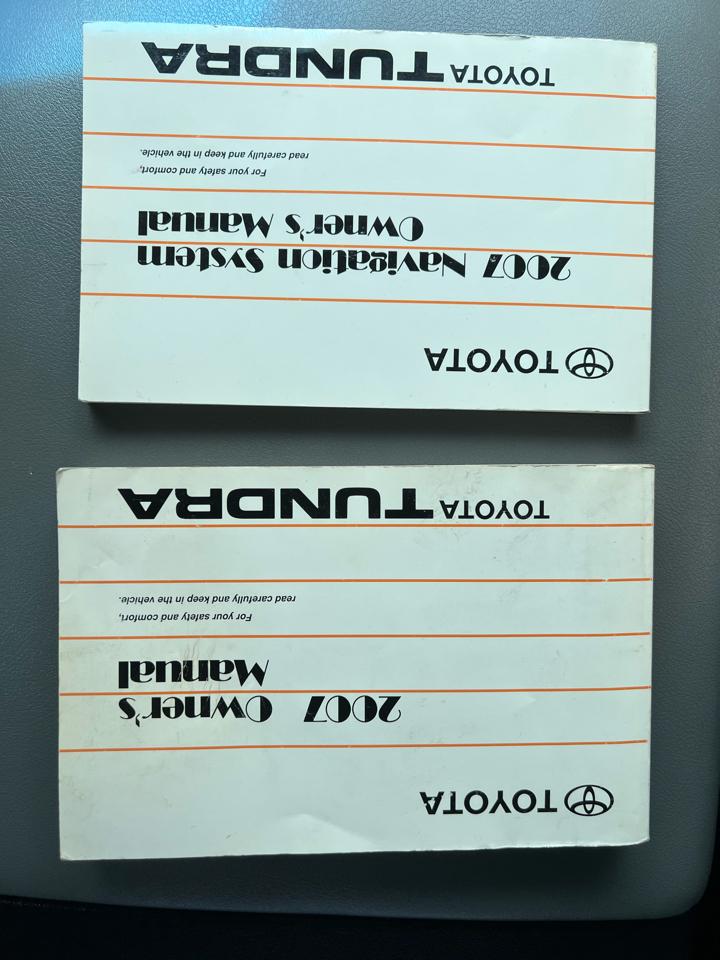 TOYOTA
2007 Navigation System
Owner's Manual
For your safety and comfort,
read carefully and keep in the vehicle.
TOYOTA TUNDRA
TOYOTA
2007 Owner's
Manual
For your safety and comfort,
read carefully and keep in the vehicle.
TOYOTA TUNDRA